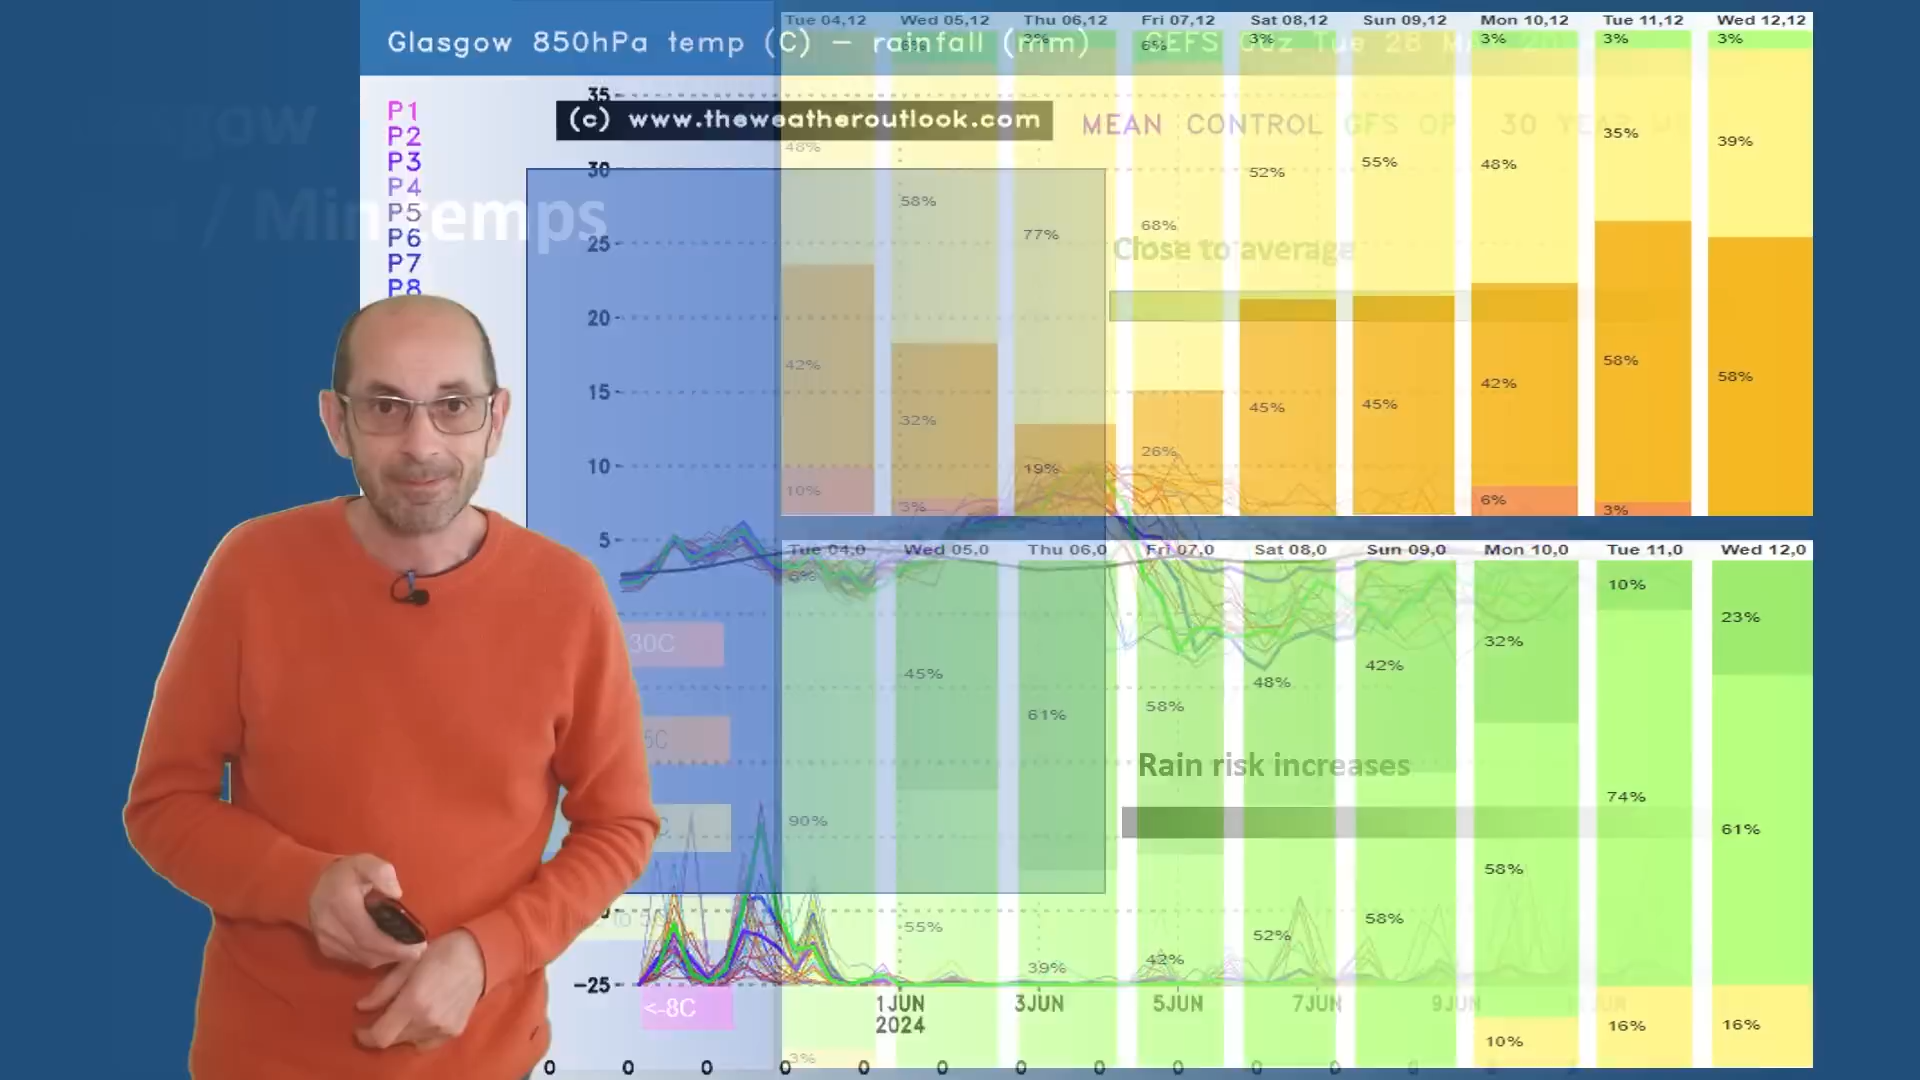 Glasgow 850hPa temp (C) – rainfall (mm) GEFS 00z Tue 28
Tue 04,12 Wed 05,12 Thu 06,12 Fri 07,12 Sat 08,12 Sun 09,12 Mon 10,12 Tue 11,12 Wed 12,12
6% 3% 6% 3% 3% 3% 3%
(c) www.theweatheroutlook.com
MEAN CONTROL GFS OP 30 YEAR
P1
P2
P3
P4
P5
P6
P7
P8
/ Min temps
35
30
25
20
15
10
5
-25
48% 58% 77% 68% 52% 55% 48% 35% 39%
Close to average
42% 32% 19% 26% 45% 45% 42% 58% 58%
10% 3% 6% 3%
Tue 04,0 Wed 05,0 Thu 06,0 Fri 07,0 Sat 08,0 Sun 09,0 Mon 10,0 Tue 11,0 Wed 12,0
6% 45% 61% 58% 48% 42% 32% 10% 23%
30C
5C
C
Rain risk increases
90% 55% 39% 42% 52% 58% 58% 74% 61%
<-8C
1JUN 3JUN 5JUN 7JUN 9JUN
2024
3% 10% 16% 16%
0 0 0 0 0 0 0 0 0 0 0 0